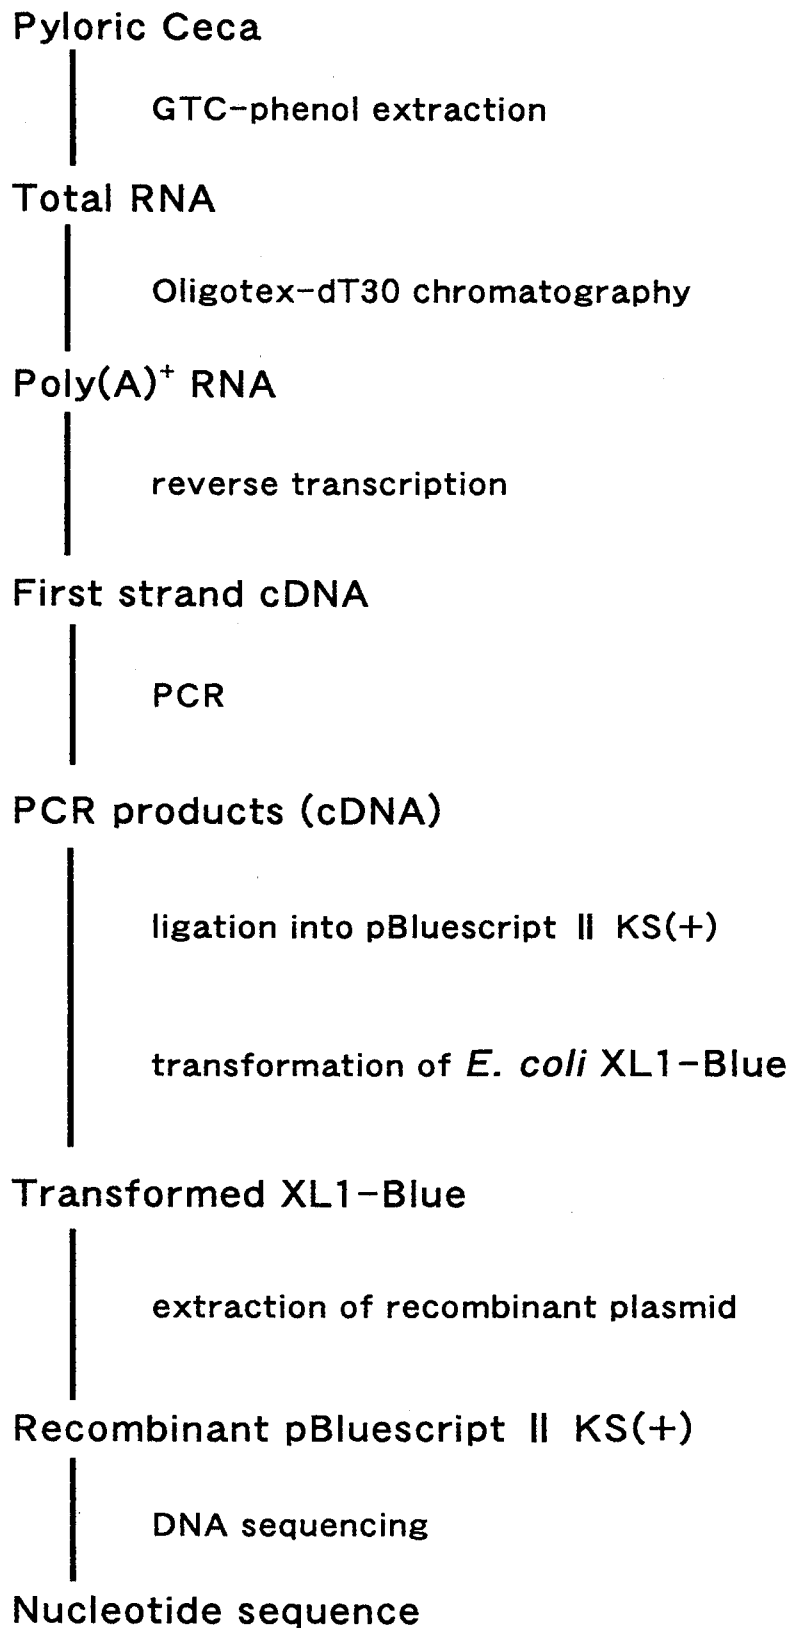 Pyloric Ceca
GTC-phenol extraction
Total RNA
Oligotex-dT30 chromatography
Poly(A)⁺ RNA
reverse transcription
First strand cDNA
PCR
PCR products (cDNA)
ligation into pBluescript II KS(+)
transformation of E. coli XL1-Blue
Transformed XL1-Blue
extraction of recombinant plasmid
Recombinant pBluescript II KS(+)
DNA sequencing
Nucleotide sequence